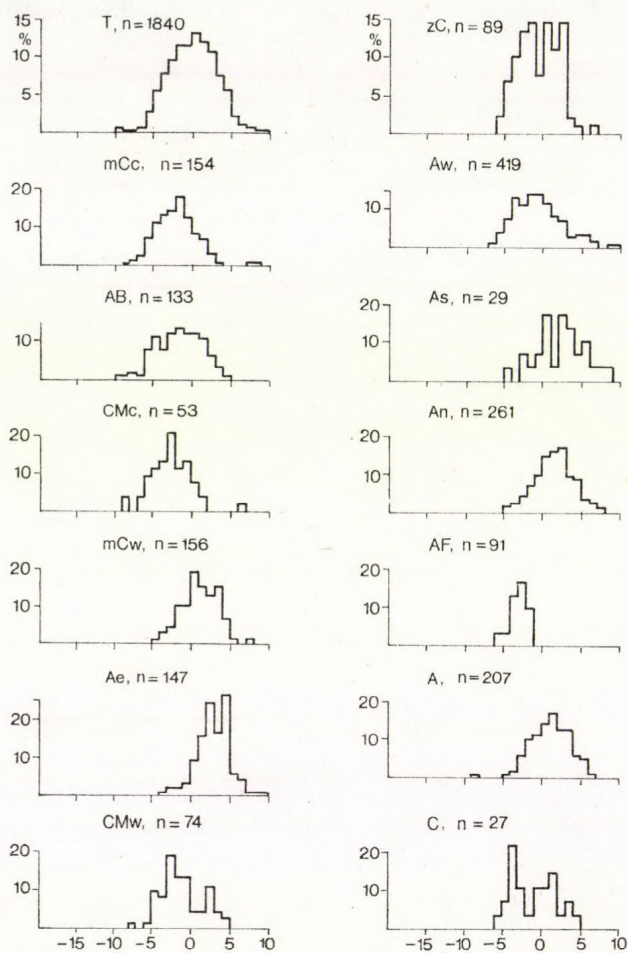 T, n=1840
15
%
10
5
zC, n= 89
15
%
10
5
mCc, n=154
20
10
Aw, n=419
10
AB, n=133
10
As, n= 29
20
10
CMc, n=53
20
10
An, n=261
20
10
mCw, n=156
20
10
AF, n=91
20
10
Ae, n=147
20
10
A, n=207
20
10
CMw, n=74
20
10
-15 -10 -5 0 5 10
C, n=27
20
10
-15 -10 -5 0 5 10